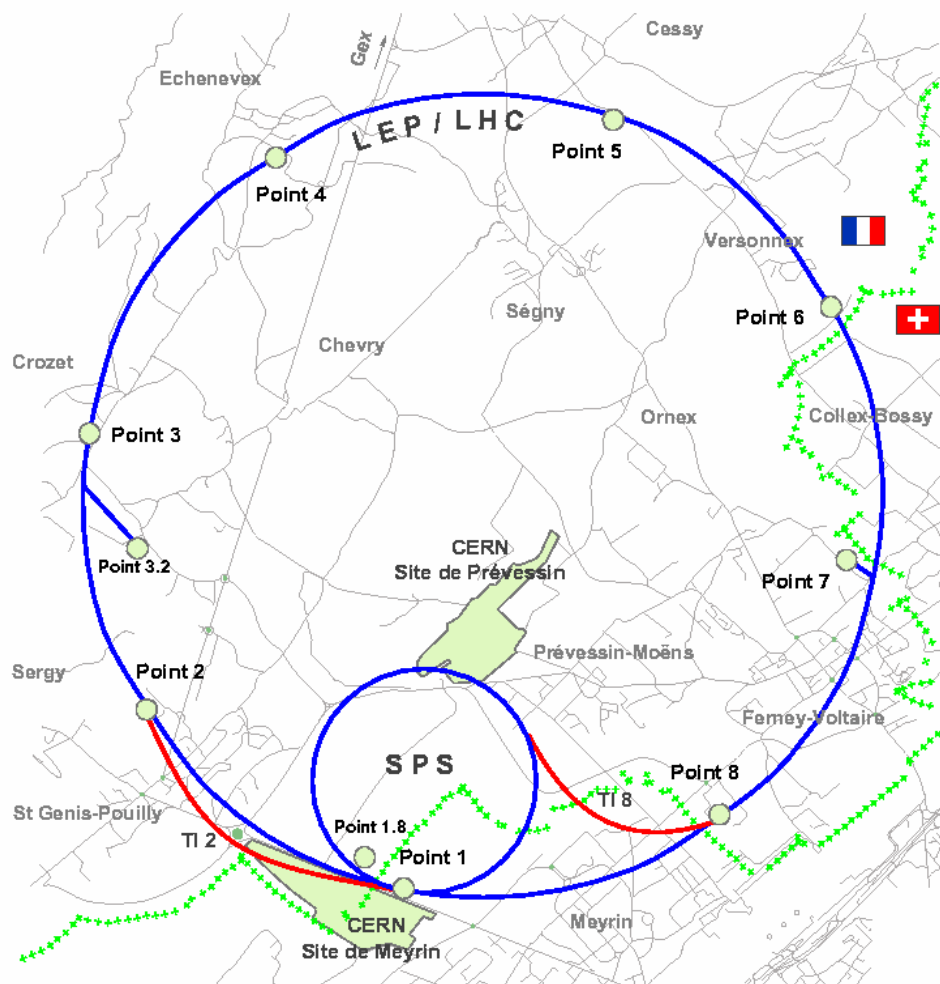 Cessy
Gex
Echenevex
LEP / LHC
Point 5
Point 4
Versonnex
Ségny
Point 6
Chevry
Crozet
Ornex
Collex-Bossy
Point 3
CERN
Site de Prévessin
Point 3.2
Point 7
Prévessin-Moëns
Sergy
Point 2
Ferney-Voltaire
SPS
Point 8
TI 8
St Genis-Pouilly
Point 1.8
TI 2
Point 1
Meyrin
CERN
Site de Meyrin